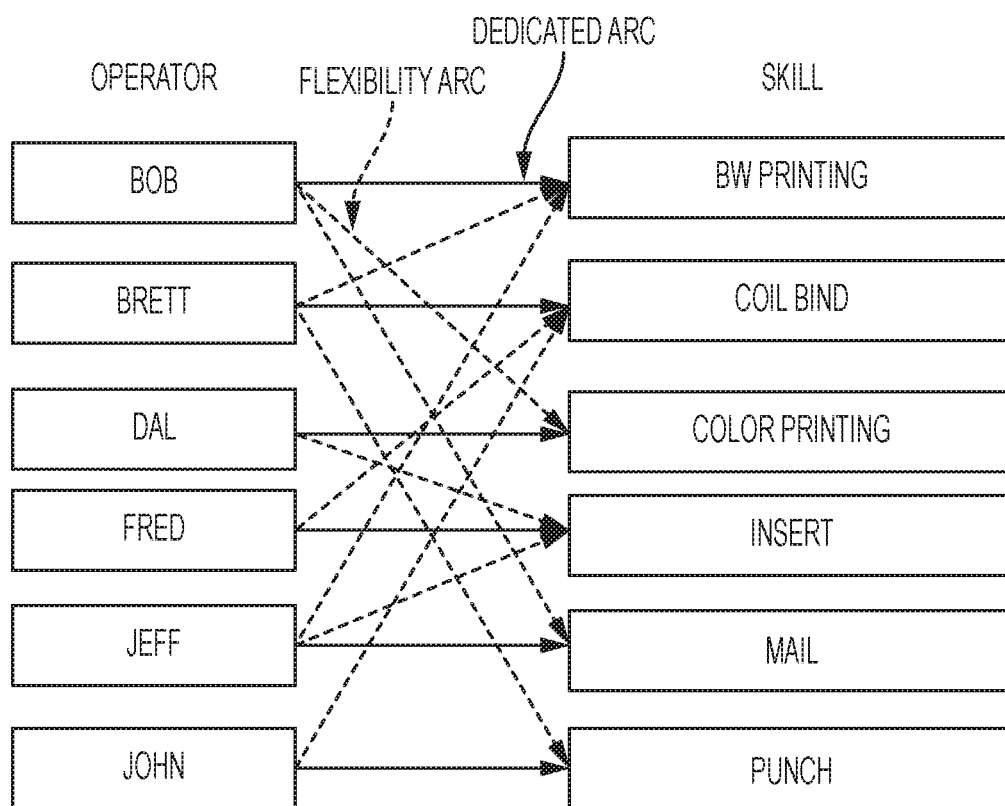 DEDICATED ARC
OPERATOR
FLEXIBILITY ARC
SKILL
BOB
BW PRINTING
BRETT
COIL BIND
DAL
COLOR PRINTING
FRED
INSERT
JEFF
MAIL
JOHN
PUNCH